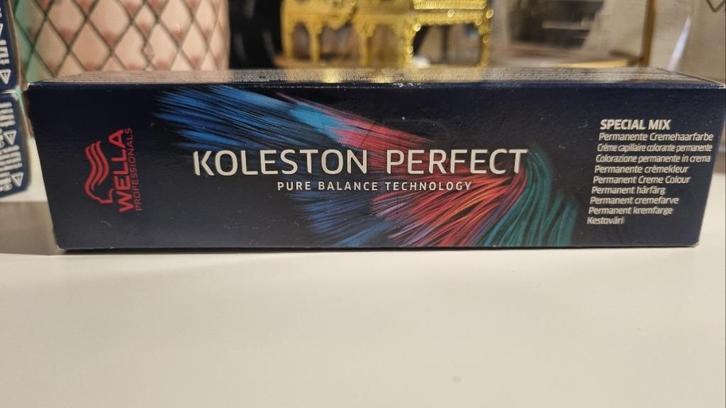 WELLA
PROFESSIONALS
KOLESTON PERFECT
PURE BALANCE TECHNOLOGY
SPECIAL MIX
Permanente Cremehaarfarbe
Crème capillaire colorante permanente
Colorazione permanente in crema
Permanente crèmekleur
Permanent Creme Colour
Permanent hårfärg
Permanent cremefarve
Permanent kremfarge
Kestoväri